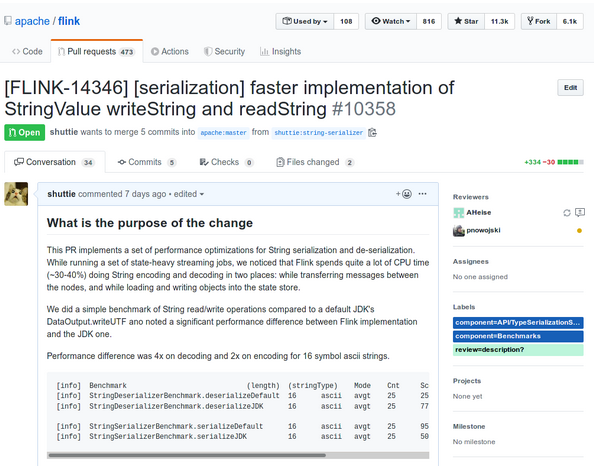 apache / flink
Used by 108 Watch 816 Star 11.3k Fork 6.1k
Code Pull requests 473 Actions Security Insights
[FLINK-14346] [serialization] faster implementation of
StringValue writeString and readString #10358
Edit
Open shuttie wants to merge 5 commits into apache:master from shuttie:string-serializer
Conversation 34 Commits 5 Checks 0 Files changed 2 +334 −30
shuttie commented 7 days ago • edited
What is the purpose of the change
This PR implements a set of performance optimizations for String serialization and de-serialization.
While running a set of state-heavy streaming jobs, we noticed that Flink spends quite a lot of CPU time
(~30-40%) doing String encoding and decoding in two places: while transferring messages between
the nodes, and while loading and writing objects into the state store.
We did a simple benchmark of String read/write operations compared to a default JDK's
DataOutput.writeUTF ano noted a significant performance difference between Flink implementation
and the JDK one.
Performance difference was 4x on decoding and 2x on encoding for 16 symbol ascii strings.
[info] Benchmark (length) (stringType) Mode Cnt Sc
[info] StringDeserializerBenchmark.deserializeDefault 16 ascii avgt 25 25
[info] StringDeserializerBenchmark.deserializeJDK 16 ascii avgt 25 77
[info] StringSerializerBenchmark.serializeDefault 16 ascii avgt 25 95
[info] StringSerializerBenchmark.serializeJDK 16 ascii avgt 25 50
Reviewers
AHeise
pnowojski
Assignees
No one assigned
Labels
component=API/TypeSerializationS...
component=Benchmarks
review=description?
Projects
None yet
Milestone
No milestone